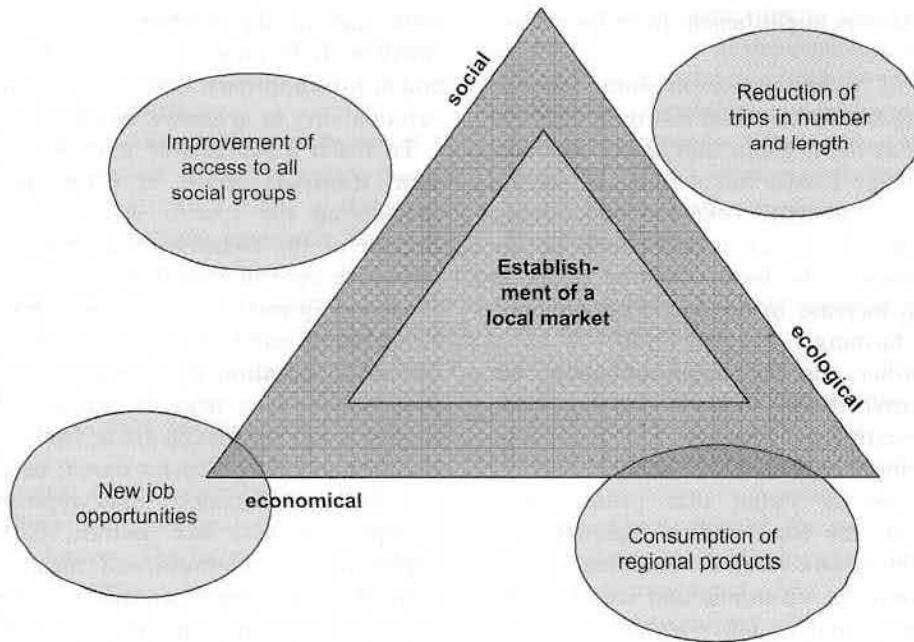 social
Reduction of
trips in number
and length
Improvement of
access to all
social groups
Establish-
ment of a
local market
ecological
New job
opportunities
economical
Consumption of
regional products